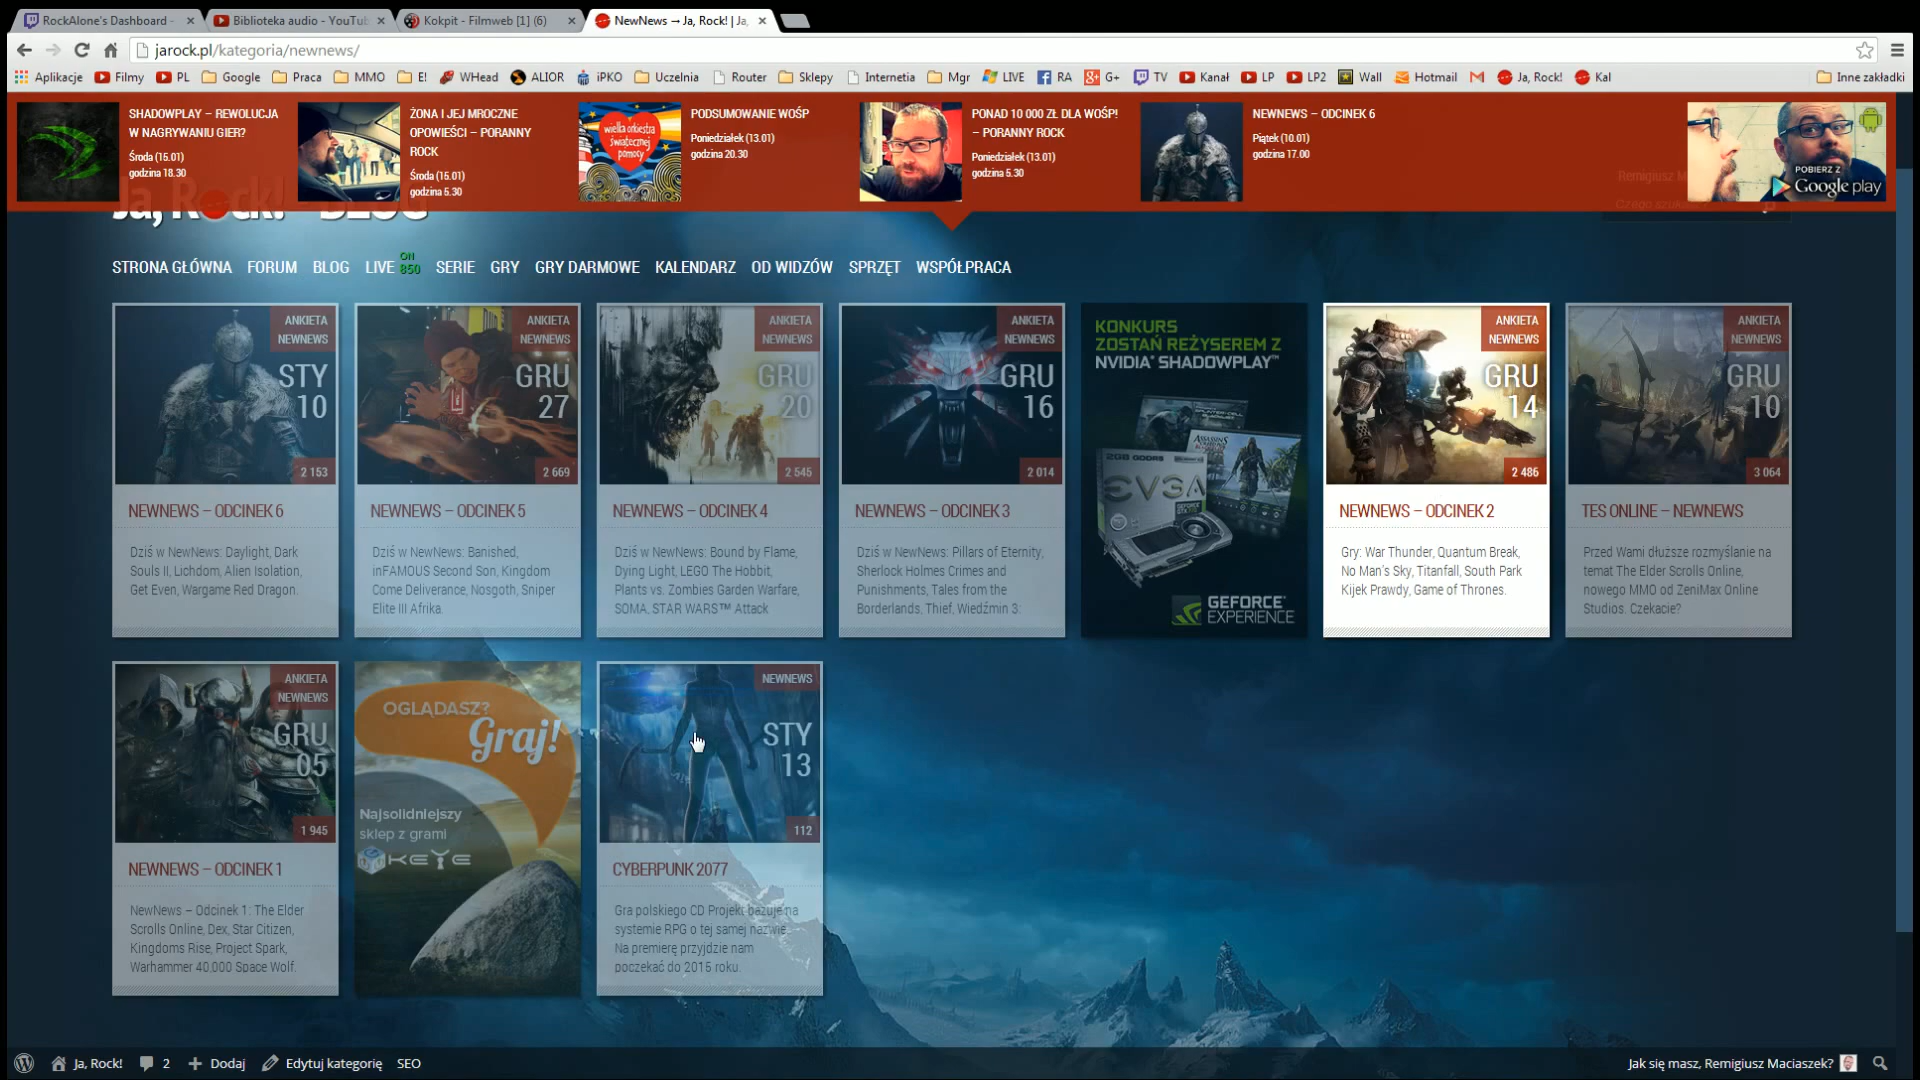 RockAlone's Dashboard -
Biblioteka audio - YouTub
Kokpit - Filmweb [1] (6)
NewNews → Ja, Rock! | Ja,
jarock.pl/kategoria/newnews/
Aplikacje Filmy PL Google Praca MMO E! WHead ALIOR iPKO Uczelnia Router Sklepy Internetia Mgr LIVE RA G+ TV Kanał LP LP2 Wall Hotmail Ja, Rock! Kal Inne zakładki
SHADOWPLAY – REWOLUCJA
W NAGRYWANIU GIER?
Środa (15.01)
godzina 18.30
ŻONA I JEJ MROCZNE
OPOWIEŚCI – PORANNY
ROCK
Środa (15.01)
godzina 5.30
wielka orkiestra
świątecznej
pomocy
PODSUMOWANIE WOŚP
Poniedziałek (13.01)
godzina 20.30
PONAD 10 000 ZŁ DLA WOŚP!
– PORANNY ROCK
Poniedziałek (13.01)
godzina 5.30
NEWNEWS – ODCINEK 6
Piątek (10.01)
godzina 17.00
POBIERZ Z
Google play
Ja, Rock! BLOG
STRONA GŁÓWNA FORUM BLOG LIVE ON 850 SERIE GRY GRY DARMOWE KALENDARZ OD WIDZÓW SPRZĘT WSPÓŁPRACA
ANKIETA
NEWNEWS
STY
10
2 153
NEWNEWS – ODCINEK 6
Dziś w NewNews: Daylight, Dark
Souls II, Lichdom, Alien Isolation,
Get Even, Wargame Red Dragon.
ANKIETA
NEWNEWS
GRU
27
2 669
NEWNEWS – ODCINEK 5
Dziś w NewNews: Banished,
inFAMOUS Second Son, Kingdom
Come Deliverance, Nosgoth, Sniper
Elite III Afrika.
ANKIETA
NEWNEWS
GRU
20
2 545
NEWNEWS – ODCINEK 4
Dziś w NewNews: Bound by Flame,
Dying Light, LEGO The Hobbit,
Plants vs. Zombies Garden Warfare,
SOMA, STAR WARS™ Attack
ANKIETA
NEWNEWS
GRU
16
2 014
NEWNEWS – ODCINEK 3
Dziś w NewNews: Pillars of Eternity,
Sherlock Holmes Crimes and
Punishments, Tales from the
Borderlands, Thief, Wiedźmin 3:
KONKURS
ZOSTAŃ REŻYSEREM Z
NVIDIA® SHADOWPLAY™
2GB GDDR5
EVGA
GEFORCE®
EXPERIENCE
ANKIETA
NEWNEWS
GRU
14
2 486
NEWNEWS – ODCINEK 2
Gry: War Thunder, Quantum Break,
No Man's Sky, Titanfall, South Park
Kijek Prawdy, Game of Thrones.
ANKIETA
NEWNEWS
GRU
10
3 064
TES ONLINE – NEWNEWS
Przed Wami dłuższe rozmyślanie na
temat The Elder Scrolls Online,
nowego MMO od ZeniMax Online
Studios. Czekacie?
ANKIETA
NEWNEWS
GRU
05
1 945
NEWNEWS – ODCINEK 1
NewNews – Odcinek 1: The Elder
Scrolls Online, Dex, Star Citizen,
Kingdoms Rise, Project Spark,
Warhammer 40,000 Space Wolf.
OGLĄDASZ?
Graj!
Najsolidniejszy
sklep z grami
KEYE
NEWNEWS
STY
13
112
CYBERPUNK 2077
Gra polskiego CD Projekt bazuje na
systemie RPG o tej samej nazwie.
Na premierę przyjdzie nam
poczekać do 2015 roku.
Ja, Rock! 2 Dodaj Edytuj kategorię SEO
Jak się masz, Remigiusz Maciaszek?